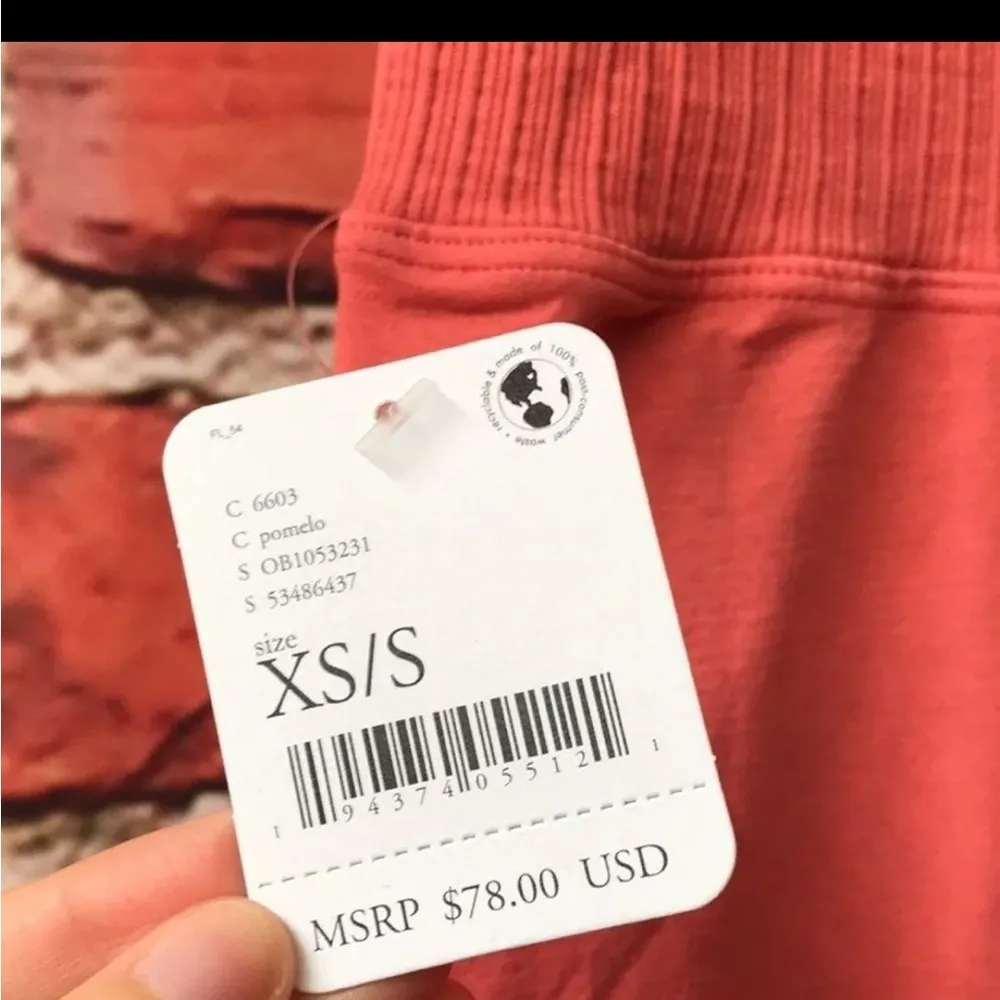 FL_54
recyclable & made of 100% post-consumer waste •
C 6603
C pomelo
S OB1053231
S 53486437
size
XS/S
1 94374 05512 1
MSRP $78.00 USD